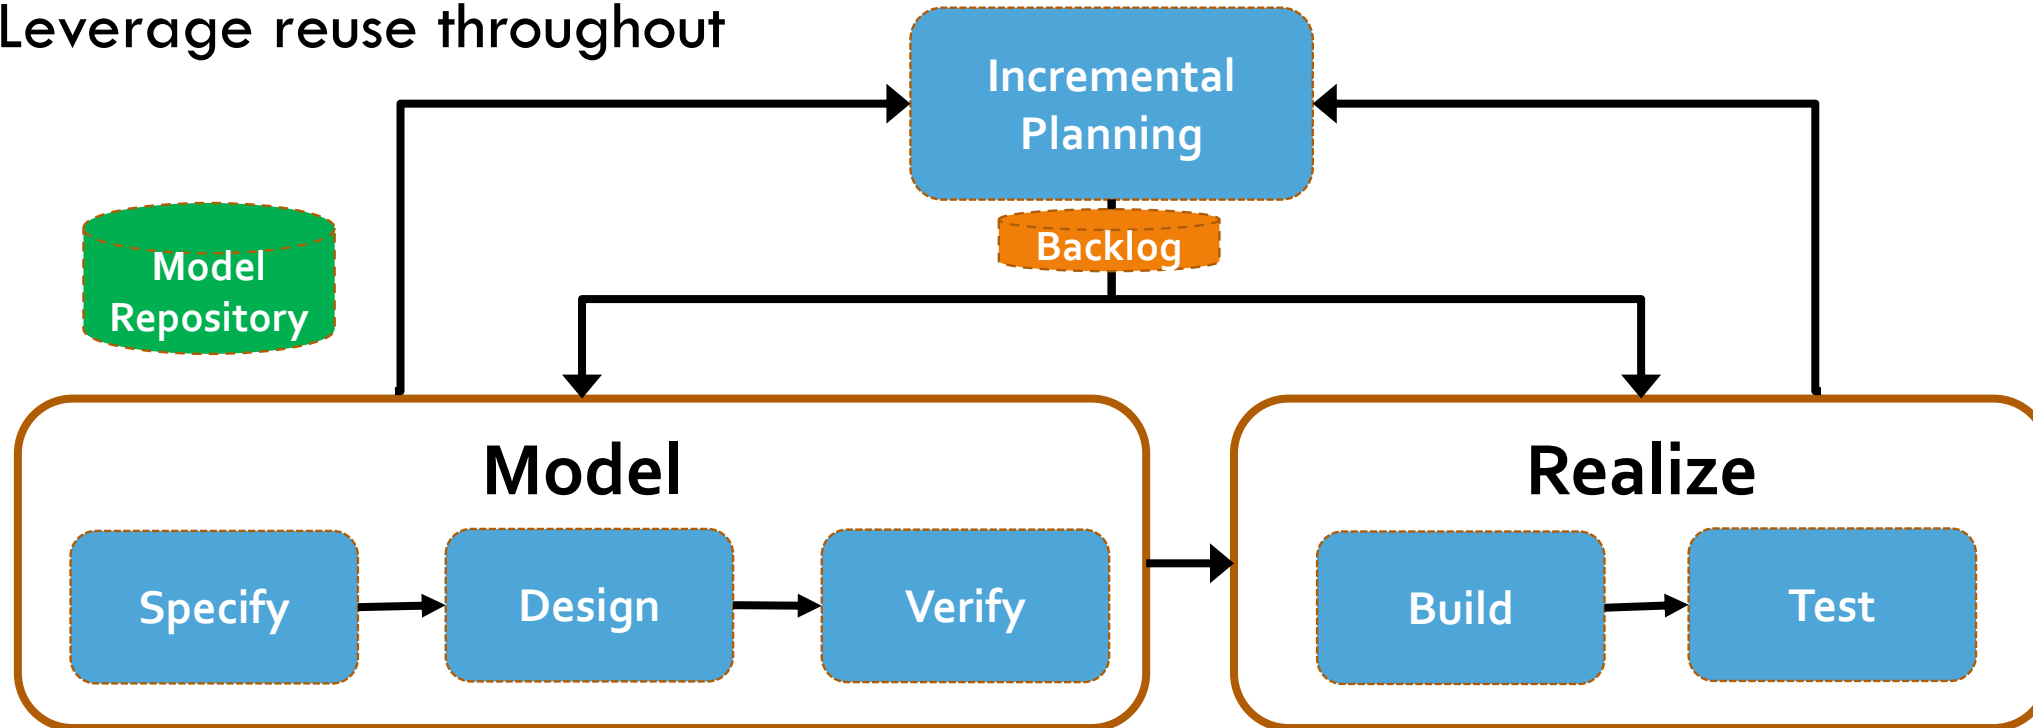 Leverage reuse throughout
Incremental
Planning
Backlog
Model
Repository
Model
Realize
Specify
Design
Verify
Build
Test